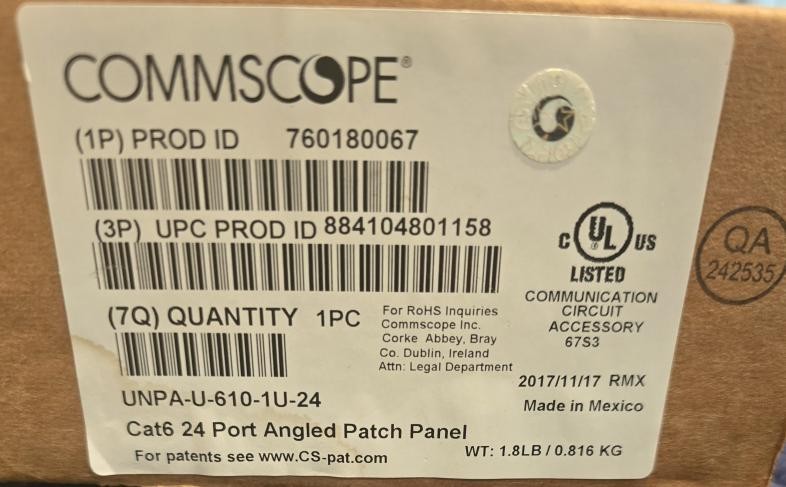 COMMSCOPE®
(1P) PROD ID 760180067
(3P) UPC PROD ID 884104801158
(7Q) QUANTITY 1PC
For RoHS Inquiries
Commscope Inc.
Corke Abbey, Bray
Co. Dublin, Ireland
Attn: Legal Department
UNPA-U-610-1U-24
Cat6 24 Port Angled Patch Panel
For patents see www.CS-pat.com
C UL US
®
LISTED
COMMUNICATION
CIRCUIT
ACCESSORY
67S3
2017/11/17 RMX
Made in Mexico
WT: 1.8LB / 0.816 KG
QA
242535